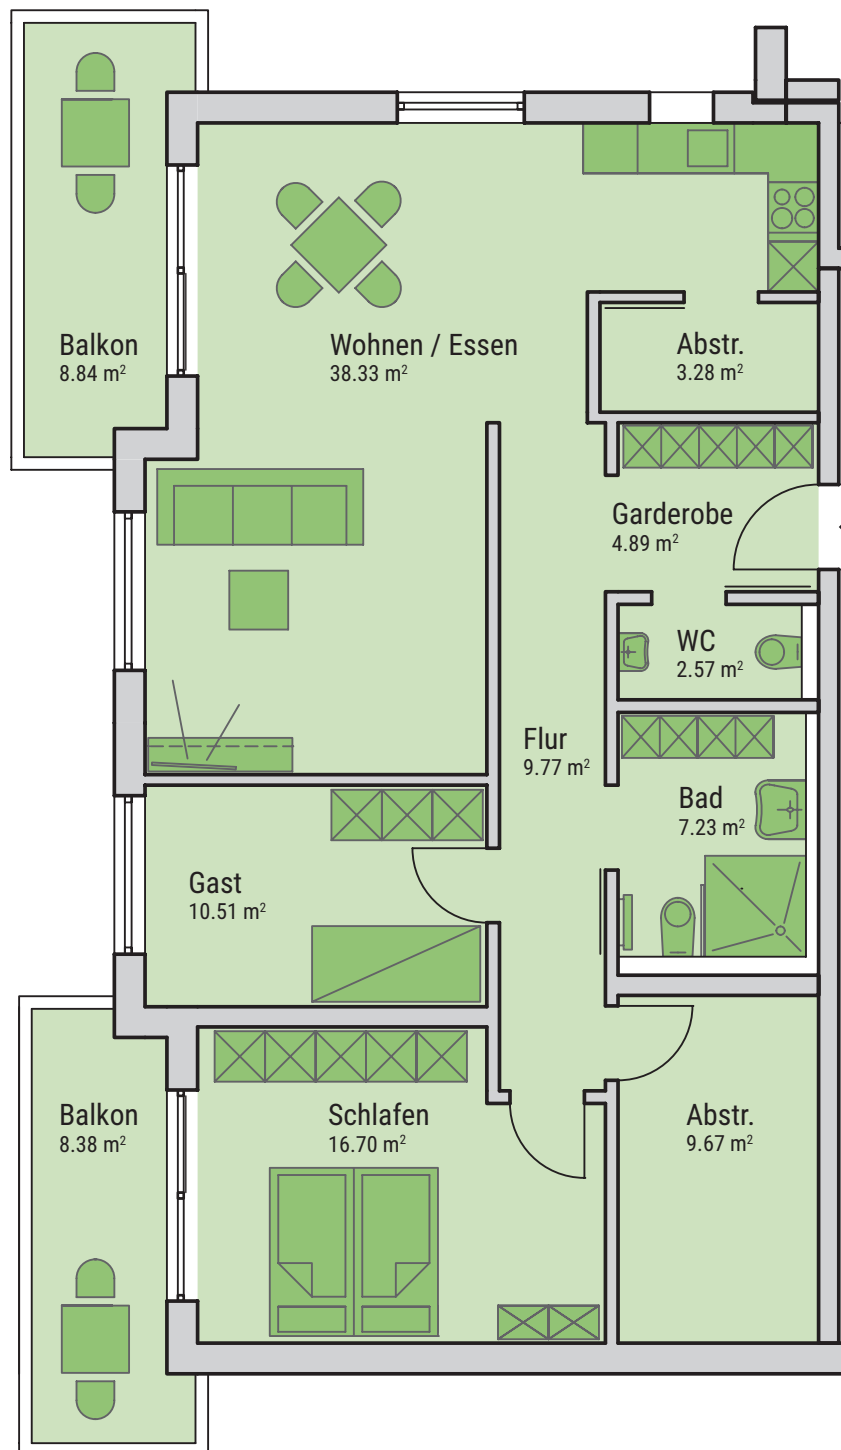 Balkon
8.84 m²
Wohnen / Essen
38.33 m²
Abstr.
3.28 m²
Garderobe
4.89 m²
WC
2.57 m²
Flur
9.77 m²
Bad
7.23 m²
Gast
10.51 m²
Balkon
8.38 m²
Schlafen
16.70 m²
Abstr.
9.67 m²